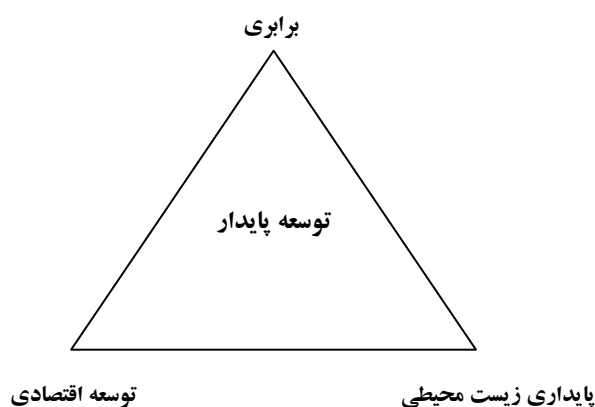 برابری
توسعه پایدار
پایداری زیست محیطی
توسعه اقتصادی